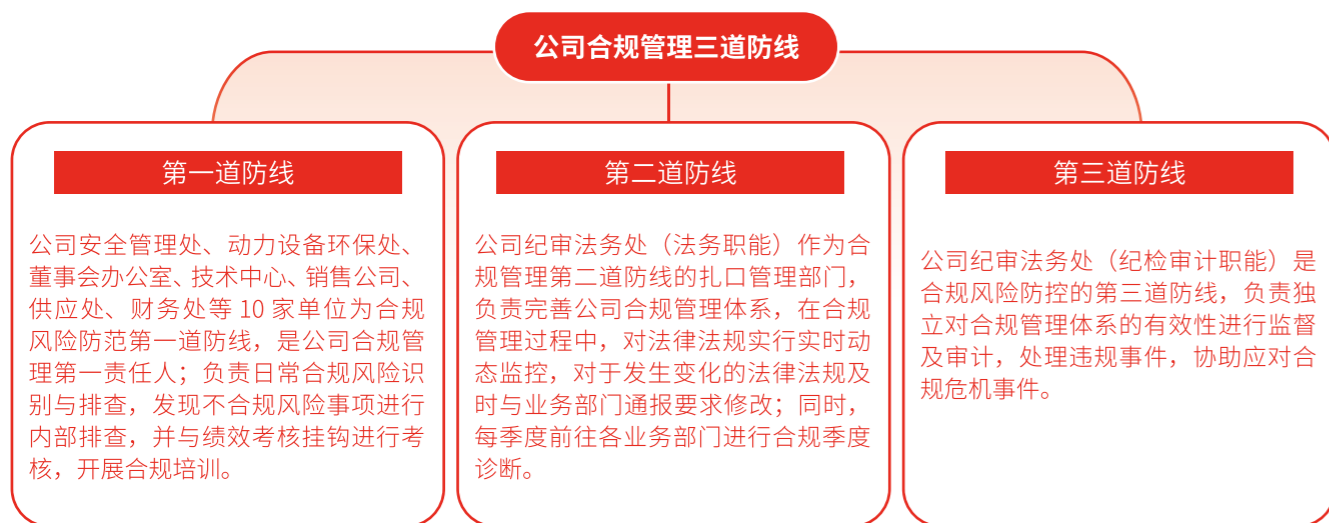 公司合规管理三道防线
第一道防线
公司安全管理处、动力设备环保处、
董事会办公室、技术中心、销售公司、
供应处、财务处等 10 家单位为合规
风险防范第一道防线，是公司合规管
理第一责任人；负责日常合规风险识
别与排查，发现不合规风险事项进行
内部排查，并与绩效考核挂钩进行考
核，开展合规培训。
第二道防线
公司纪审法务处（法务职能）作为合
规管理第二道防线的扎口管理部门，
负责完善公司合规管理体系，在合规
管理过程中，对法律法规实行实时动
态监控，对于发生变化的法律法规及
时与业务部门通报要求修改；同时，
每季度前往各业务部门进行合规季度
诊断。
第三道防线
公司纪审法务处（纪检审计职能）是
合规风险防控的第三道防线，负责独
立对合规管理体系的有效性进行监督
及审计，处理违规事件，协助应对合
规危机事件。